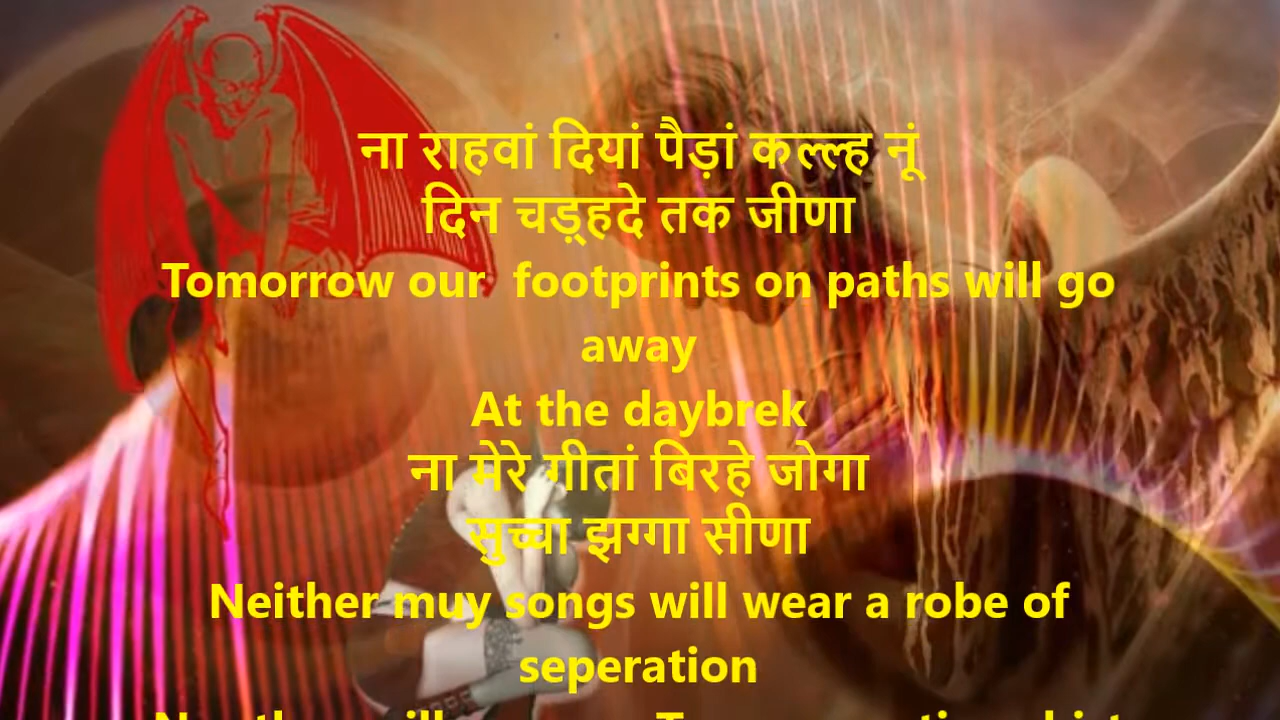 ना राहवां दियां पैड़ां कल्ल्ह नूं
दिन चड़्हदे तक जीणा
Tomorrow our  footprints on paths will go
away
At the daybrek
ना मेरे गीतां बिरहे जोगा
सुच्चा झग्गा सीणा
Neither muy songs will wear a robe of
seperation